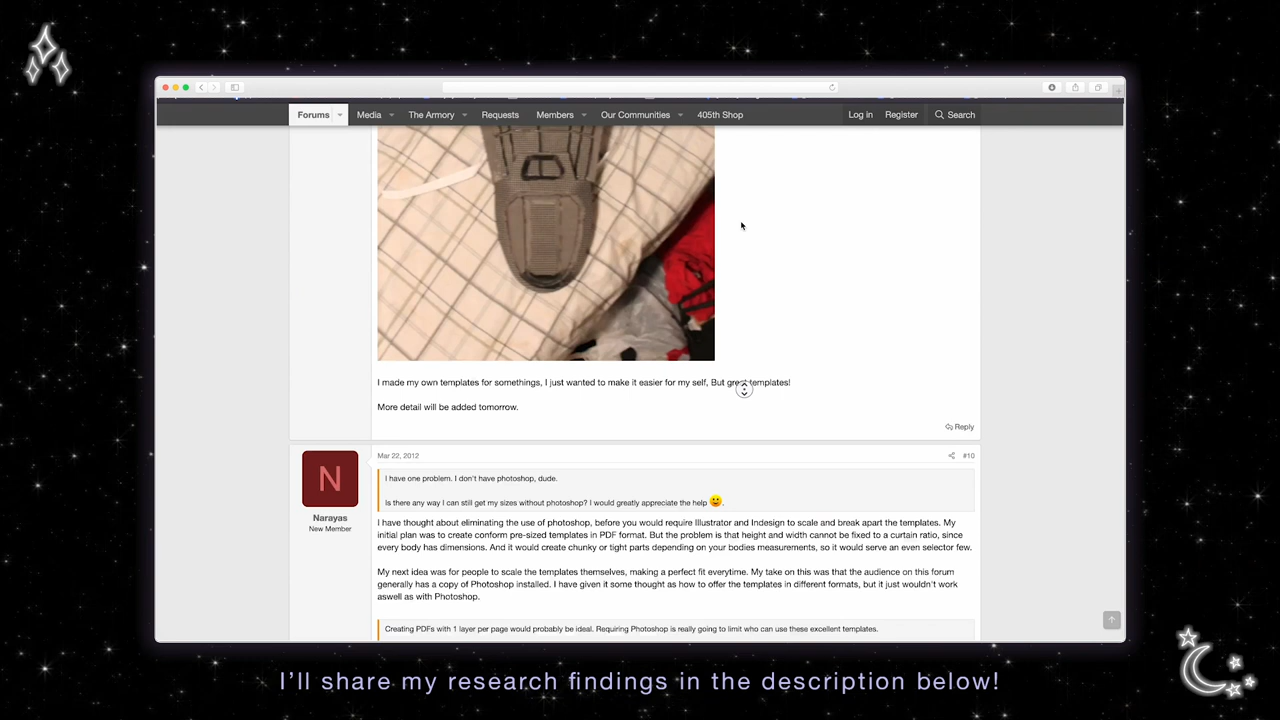 Forums
Media
The Armory
Requests
Members
Our Communities
405th Shop
Log in
Register
Search
I made my own templates for somethings, I just wanted to make it easier for my self, But great templates!
More detail will be added tomorrow.
Reply
N
Narayas
New Member
Mar 22, 2012
#10
I have one problem. I don't have photoshop, dude.
Is there any way I can still get my sizes without photoshop? I would greatly appreciate the help 😀.
I have thought about eliminating the use of photoshop, before you would require Illustrator and Indesign to scale and break apart the templates. My
initial plan was to create conform pre-sized templates in PDF format. But the problem is that height and width cannot be fixed to a curtain ratio, since
every body has dimensions. And it would create chunky or tight parts depending on your bodies measurements, so it would serve an even selector few.
My next idea was for people to scale the templates themselves, making a perfect fit everytime. My take on this was that the audience on this forum
generally has a copy of Photoshop installed. I have given it some thought as how to offer the templates in different formats, but it just wouldn't work
aswell as with Photoshop.
Creating PDFs with 1 layer per page would probably be ideal. Requiring Photoshop is really going to limit who can use these excellent templates.
I'll share my research findings in the description below!